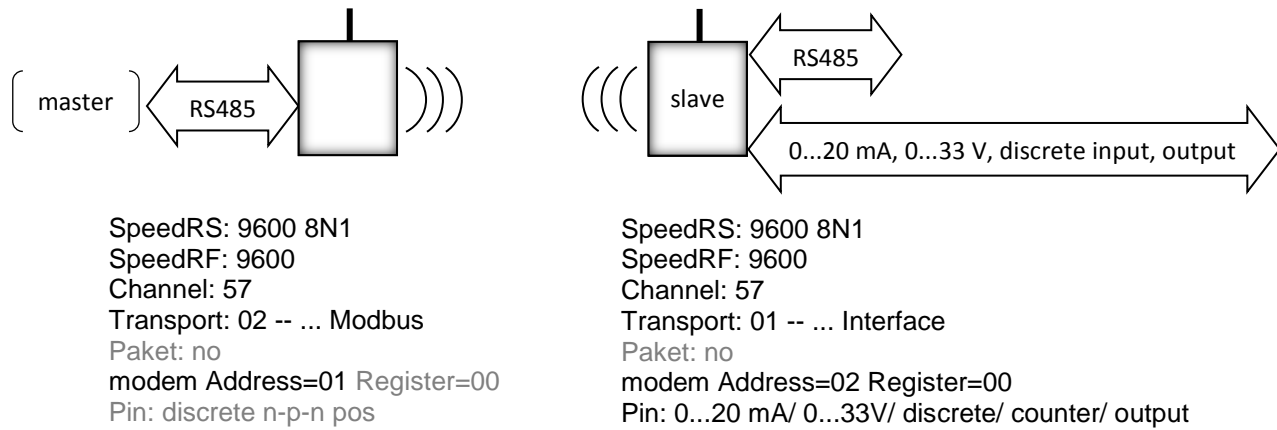 master
RS485
slave
RS485
0...20 mA, 0...33 V, discrete input, output
SpeedRS: 9600 8N1
SpeedRF: 9600
Channel: 57
Transport: 02 -- ... Modbus
Paket: no
modem Address=01 Register=00
Pin: discrete n-p-n pos
SpeedRS: 9600 8N1
SpeedRF: 9600
Channel: 57
Transport: 01 -- ... Interface
Paket: no
modem Address=02 Register=00
Pin: 0...20 mA/ 0...33V/ discrete/ counter/ output